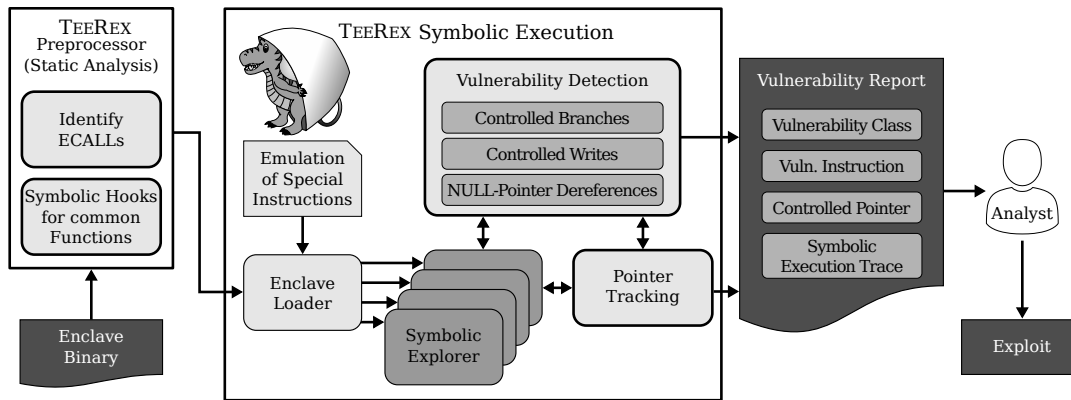 TEEREX
Preprocessor
(Static Analysis)
Identify
ECALLs
Symbolic Hooks
for common
Functions
Enclave
Binary
TEEREX Symbolic Execution
Emulation
of Special
Instructions
Enclave
Loader
Symbolic
Explorer
Vulnerability Detection
Controlled Branches
Controlled Writes
NULL-Pointer Dereferences
Pointer
Tracking
Vulnerability Report
Vulnerability Class
Vuln. Instruction
Controlled Pointer
Symbolic
Execution Trace
Analyst
Exploit